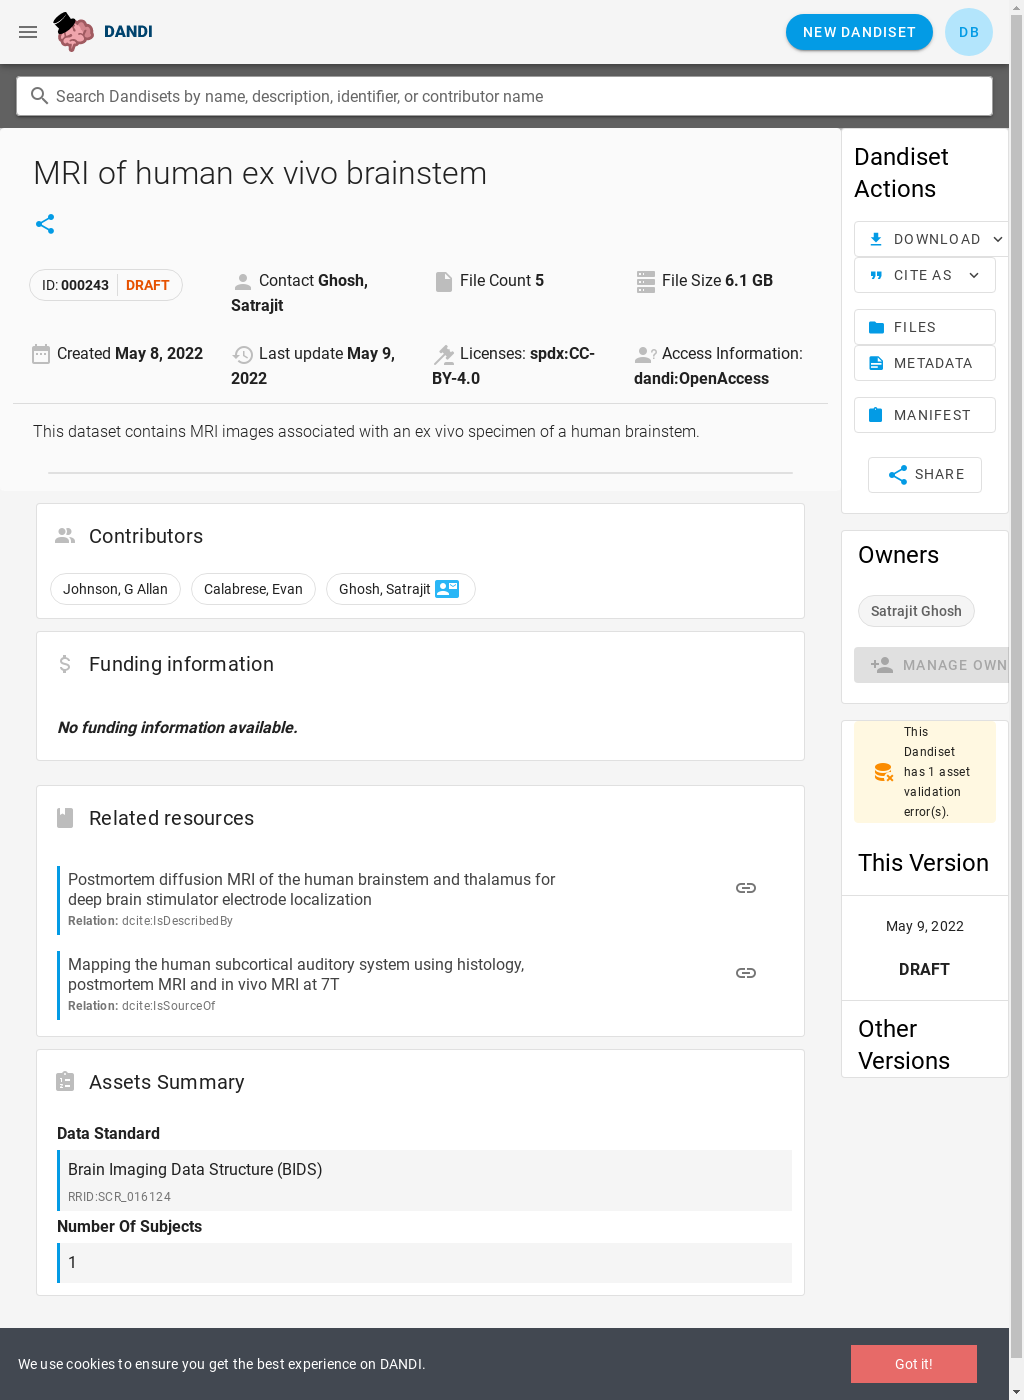 DANDI
NEW DANDISET
DB
Search Dandisets by name, description, identifier, or contributor name
MRI of human ex vivo brainstem
ID: 000243
DRAFT
Contact Ghosh,
Satrajit
File Count 5
File Size 6.1 GB
Created May 8, 2022
Last update May 9,
2022
Licenses: spdx:CC-
BY-4.0
Access Information:
dandi:OpenAccess
This dataset contains MRI images associated with an ex vivo specimen of a human brainstem.
Contributors
Johnson, G Allan
Calabrese, Evan
Ghosh, Satrajit
Funding information
No funding information available.
Related resources
Postmortem diffusion MRI of the human brainstem and thalamus for
deep brain stimulator electrode localization
Relation: dcite:IsDescribedBy
Mapping the human subcortical auditory system using histology,
postmortem MRI and in vivo MRI at 7T
Relation: dcite:IsSourceOf
Assets Summary
Data Standard
Brain Imaging Data Structure (BIDS)
RRID:SCR_016124
Number Of Subjects
1
Dandiset
Actions
DOWNLOAD
CITE AS
FILES
METADATA
MANIFEST
SHARE
Owners
Satrajit Ghosh
MANAGE OWN
This
Dandiset
has 1 asset
validation
error(s).
This Version
May 9, 2022
DRAFT
Other
Versions
We use cookies to ensure you get the best experience on DANDI.
Got it!